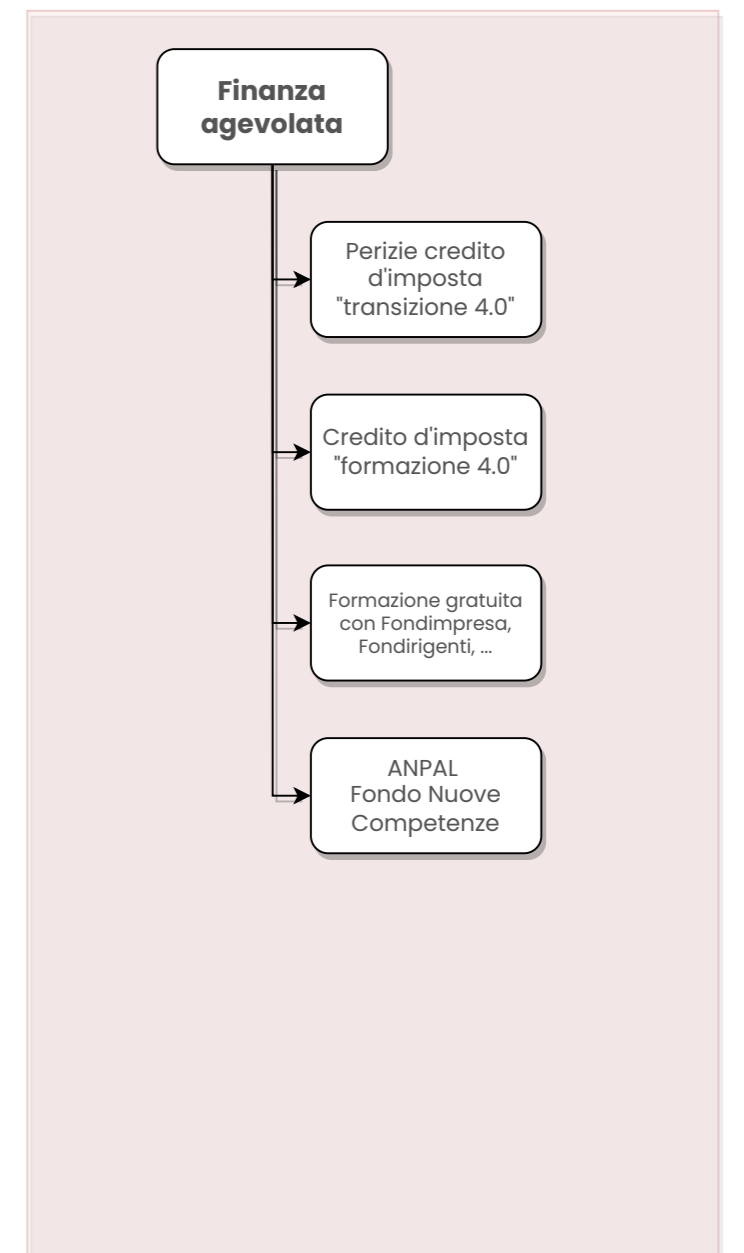 Finanza
agevolata
Perizie credito
d'imposta
"transizione 4.0"
Credito d'imposta
"formazione 4.0"
Formazione gratuita
con Fondimpresa,
Fondirigenti, ...
ANPAL
Fondo Nuove
Competenze